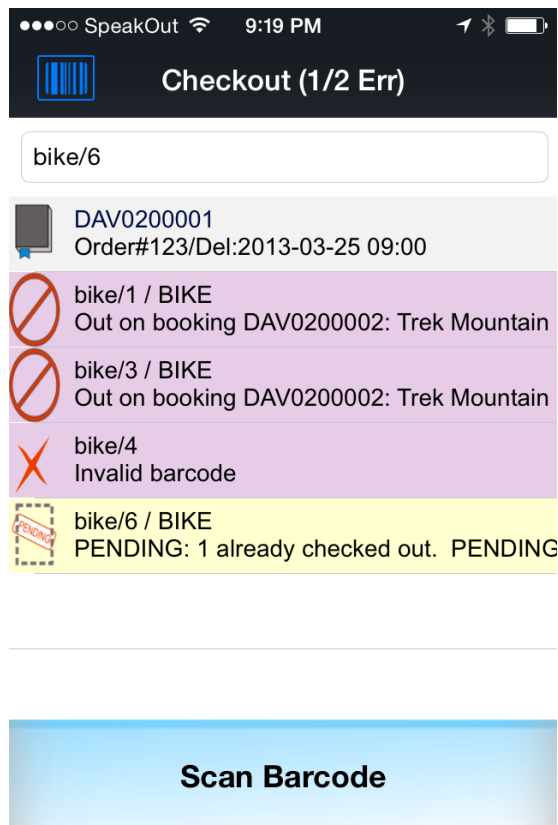 SpeakOut 9:19 PM
Checkout (1/2 Err)
bike/6
DAV0200001
Order#123/Del:2013-03-25 09:00
bike/1 / BIKE
Out on booking DAV0200002: Trek Mountain
bike/3 / BIKE
Out on booking DAV0200002: Trek Mountain
bike/4
Invalid barcode
PENDING
bike/6 / BIKE
PENDING: 1 already checked out. PENDING
Scan Barcode